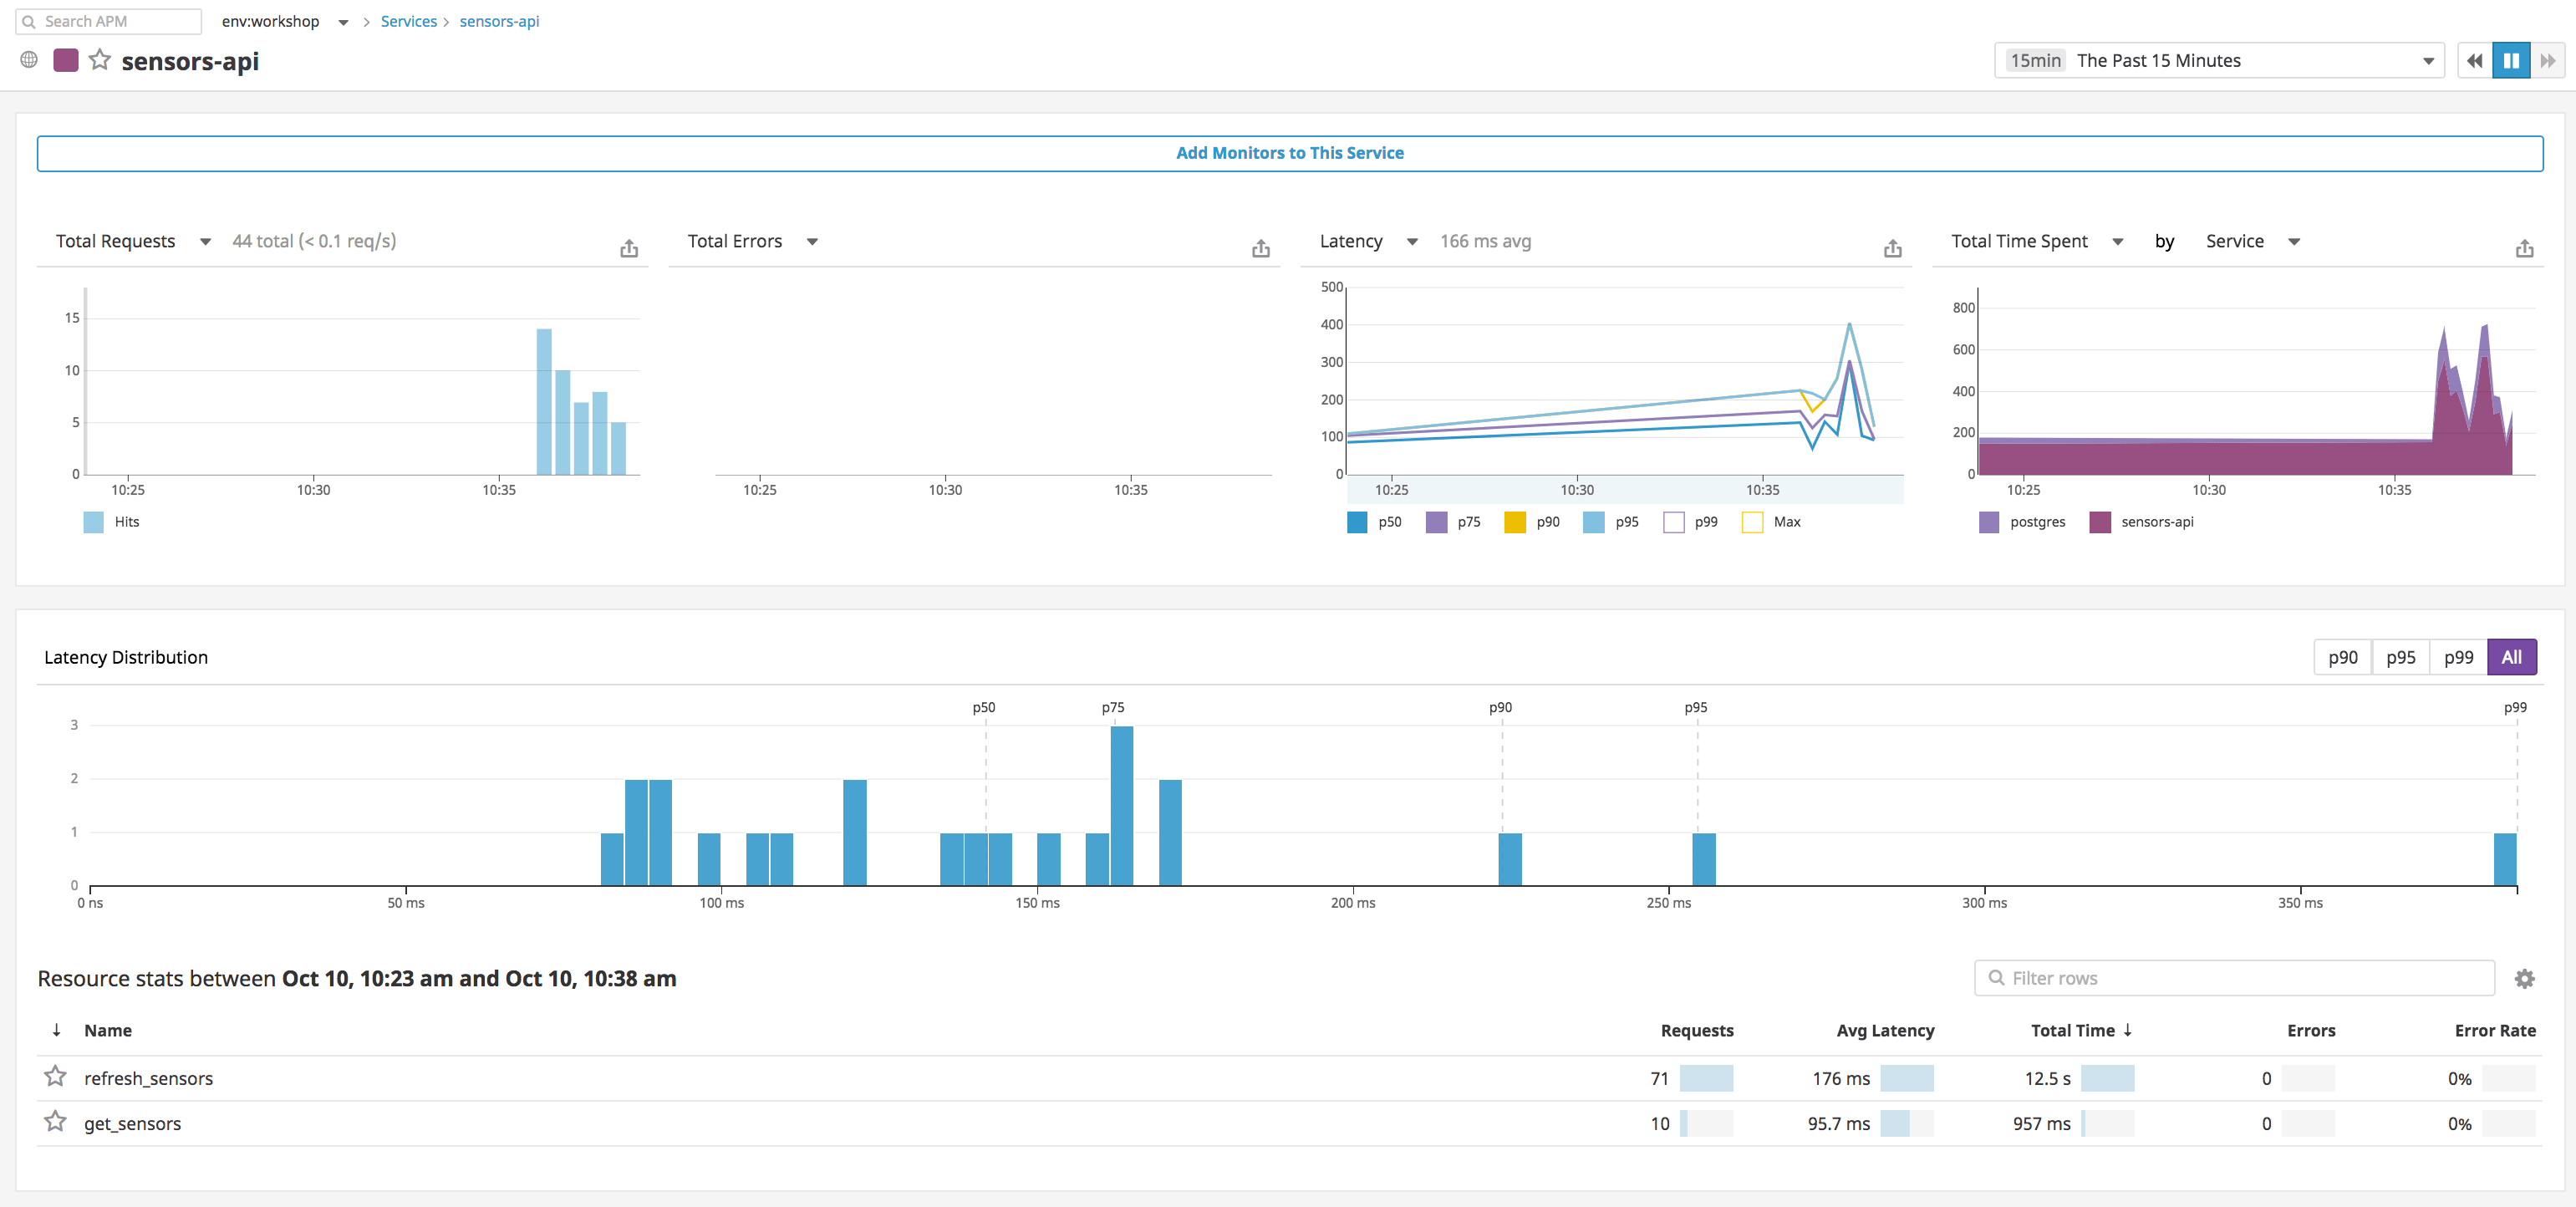 Search APM env:workshop > Services > sensors-api
sensors-api
15min The Past 15 Minutes
Add Monitors to This Service
Total Requests 44 total (< 0.1 req/s)
15
10
5
0
10:25 10:30 10:35
Hits
Total Errors
10:25 10:30 10:35
Latency 166 ms avg
500
400
300
200
100
0
10:25 10:30 10:35
p50 p75 p90 p95 p99 Max
Total Time Spent by Service
800
600
400
200
0
10:25 10:30 10:35
postgres sensors-api
Latency Distribution
p90 p95 p99 All
p50 p75 p90 p95 p99
3
2
1
0
0 ns 50 ms 100 ms 150 ms 200 ms 250 ms 300 ms 350 ms
Resource stats between Oct 10, 10:23 am and Oct 10, 10:38 am
Filter rows
↓ Name Requests Avg Latency Total Time ↓ Errors Error Rate
refresh_sensors 71 176 ms 12.5 s 0 0%
get_sensors 10 95.7 ms 957 ms 0 0%